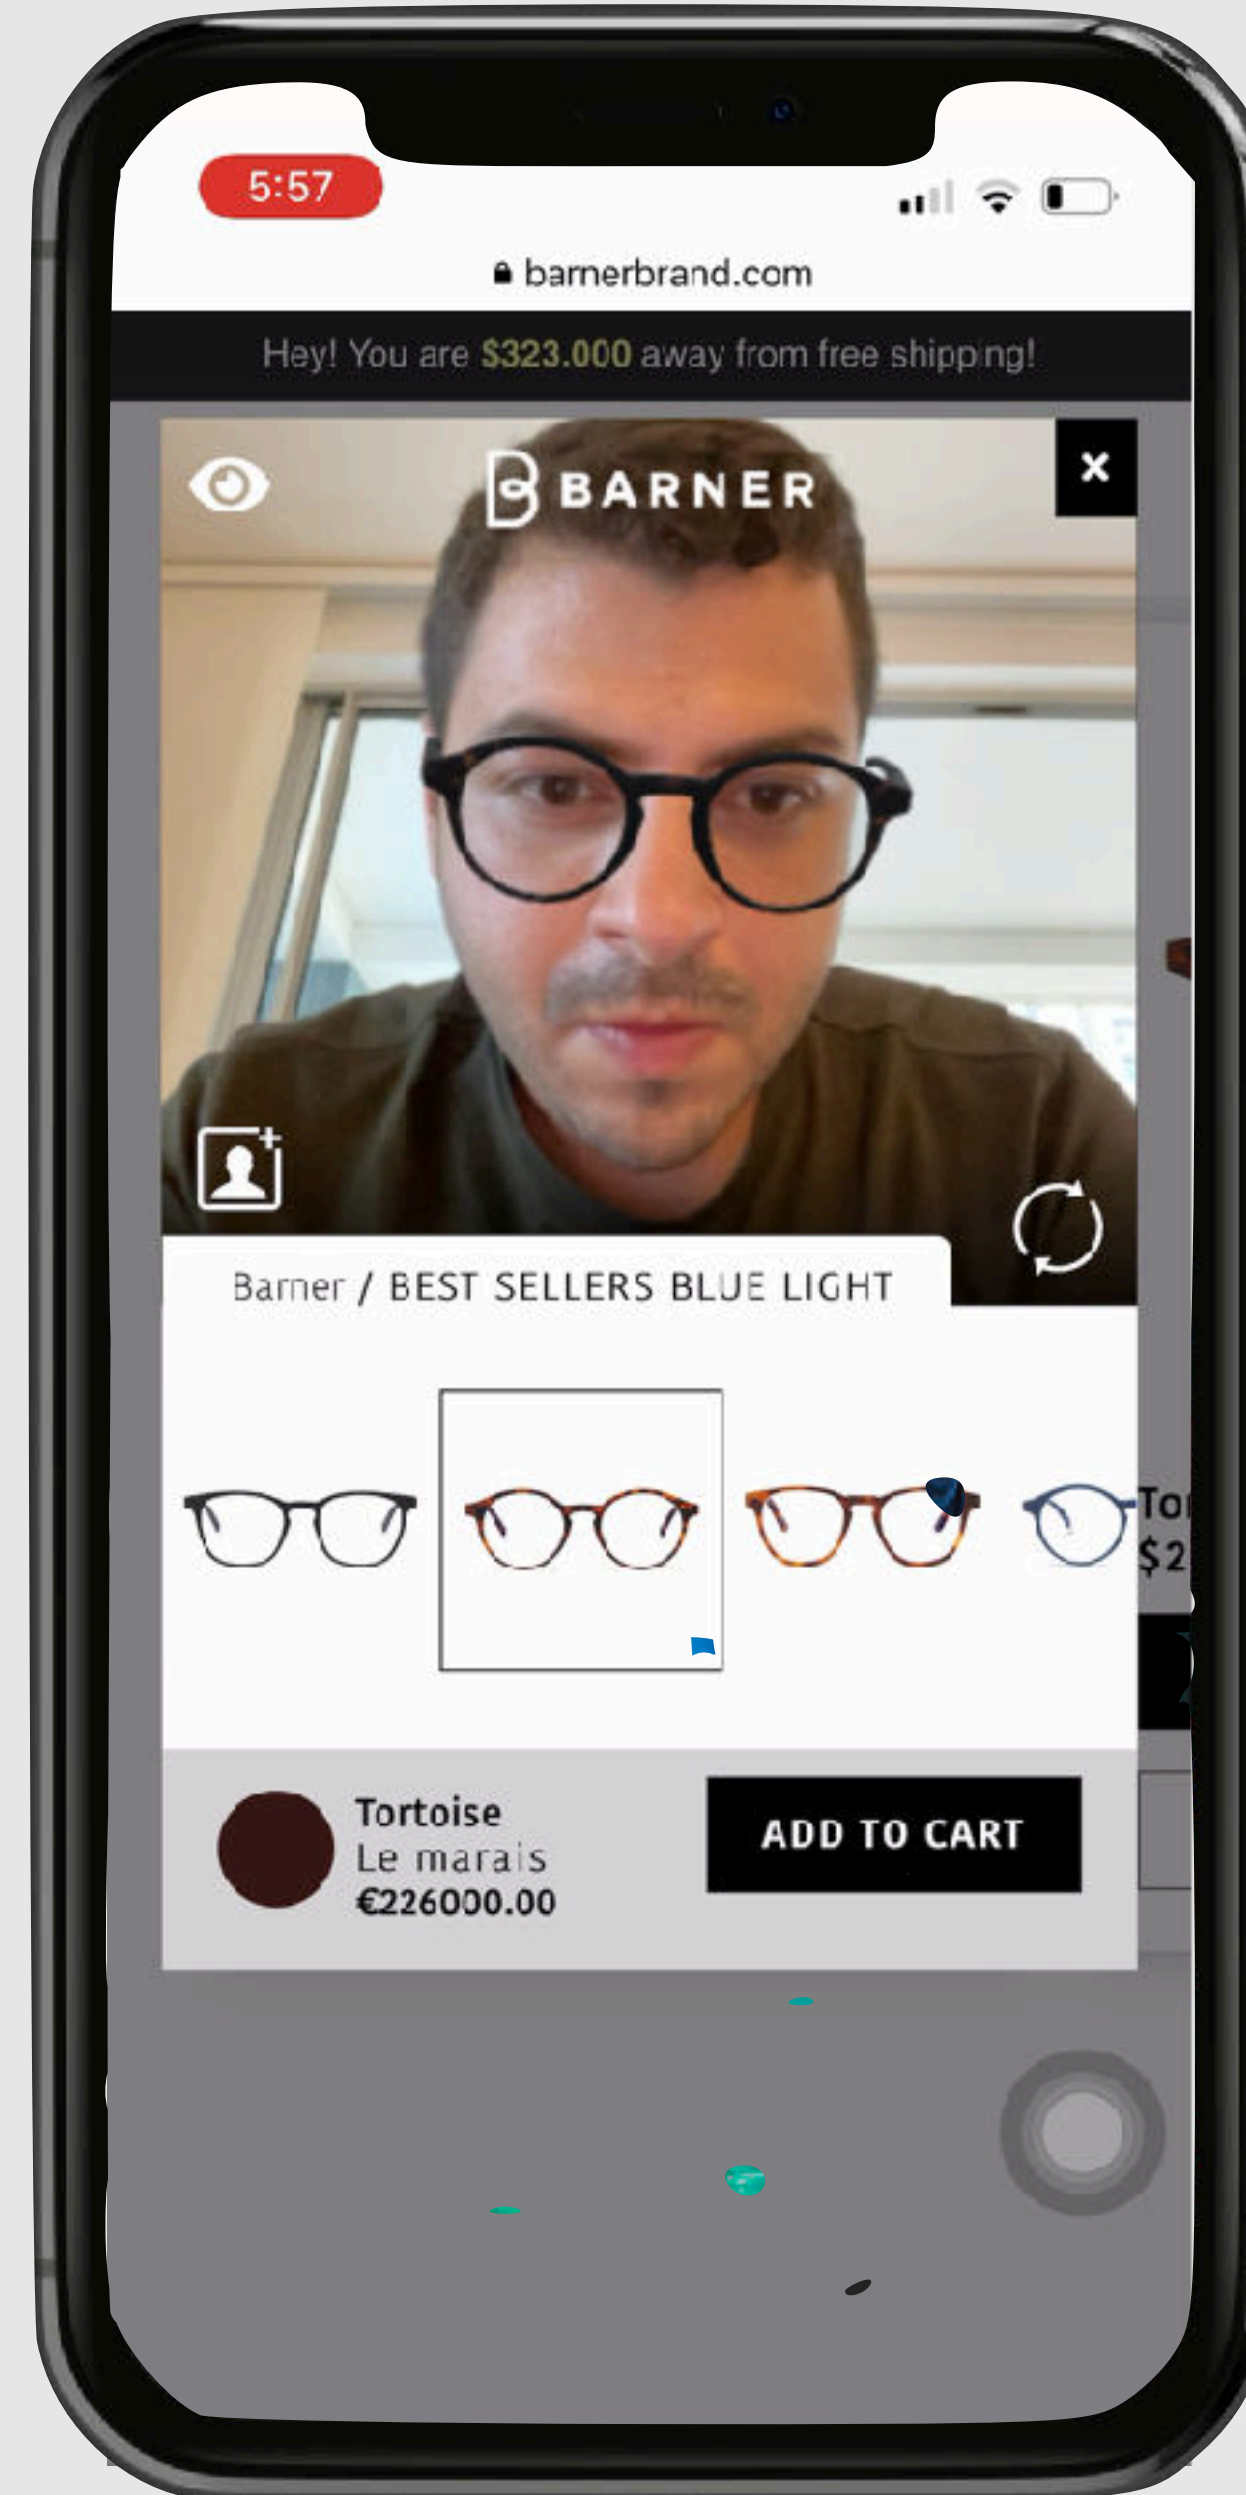 5:57
barnerbrand.com
Hey! You are $323.000 away from free shipping!
BARNER
Barner / BEST SELLERS BLUE LIGHT
$2
Tortoise
Le marais
€226000.00
ADD TO CART